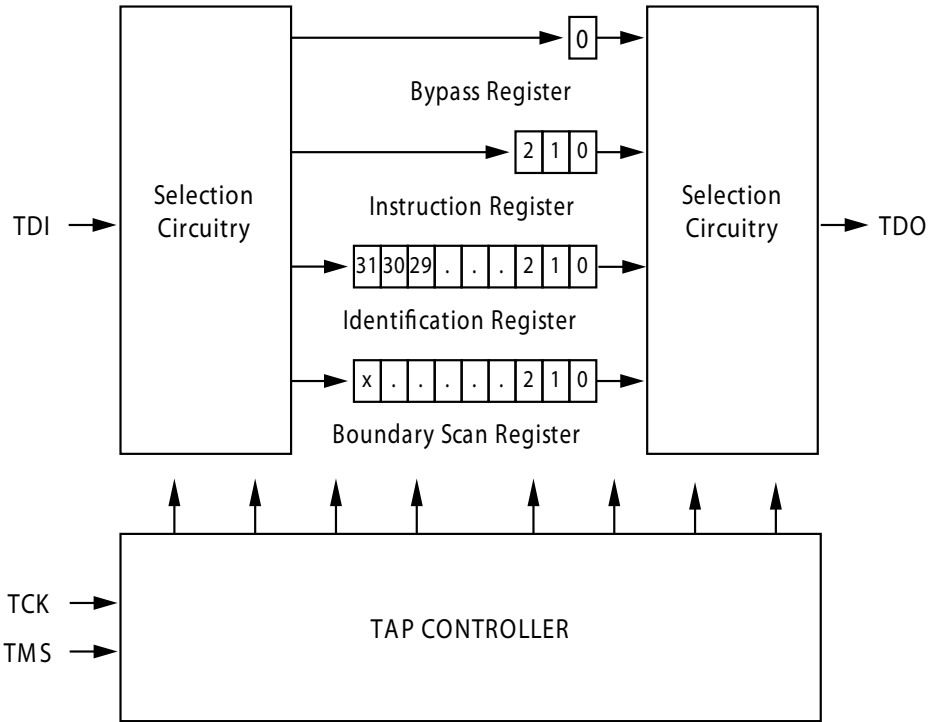 0
Bypass Register
2 1 0
Selection
Circuitry
Selection
Circuitry
Instruction Register
TDI
TDO
31 30 29 . . . 2 1 0
Identification Register
x . . . . . 2 1 0
Boundary Scan Register
TCK
TAP CONTROLLER
TMS